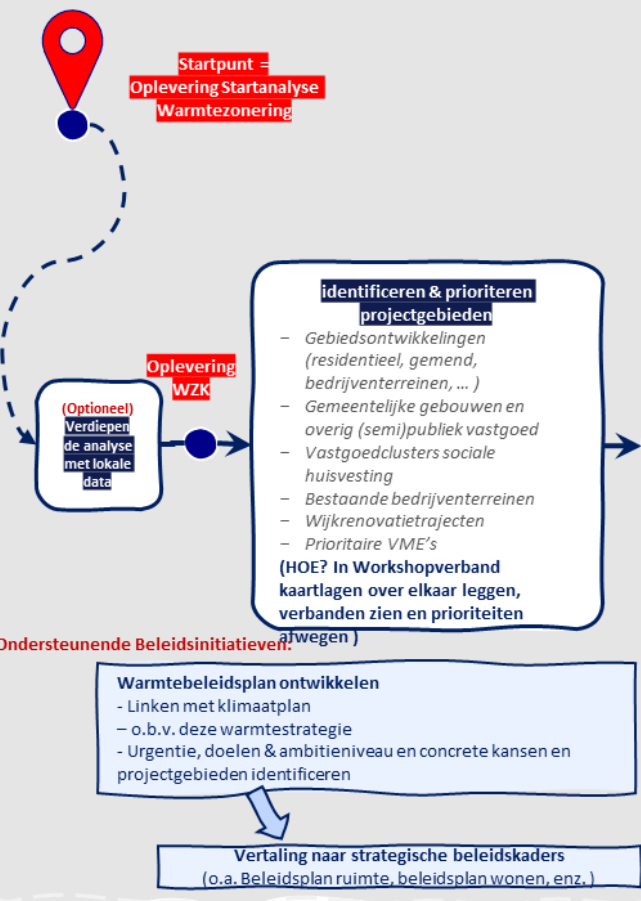 Startpunt =
Oplevering Startanalyse
Warmtezonering
Oplevering
WZK
(Optioneel)
Verdiepen
de analyse
met lokale
data
identificeren & prioriteren
projectgebieden
− Gebiedsontwikkelingen
(residentieel, gemend,
bedrijventerreinen, … )
− Gemeentelijke gebouwen en
overig (semi)publiek vastgoed
− Vastgoedclusters sociale
huisvesting
− Bestaande bedrijventerreinen
− Wijkrenovatietrajecten
− Prioritaire VME’s
(HOE? In Workshopverband
kaartlagen over elkaar leggen,
verbanden zien en prioriteiten
afwegen )
Ondersteunende Beleidsinitiatieven:
Warmtebeleidsplan ontwikkelen
- Linken met klimaatplan
– o.b.v. deze warmtestrategie
- Urgentie, doelen & ambitieniveau en concrete kansen en
projectgebieden identificeren
Vertaling naar strategische beleidskaders
(o.a. Beleidsplan ruimte, beleidsplan wonen, enz. )